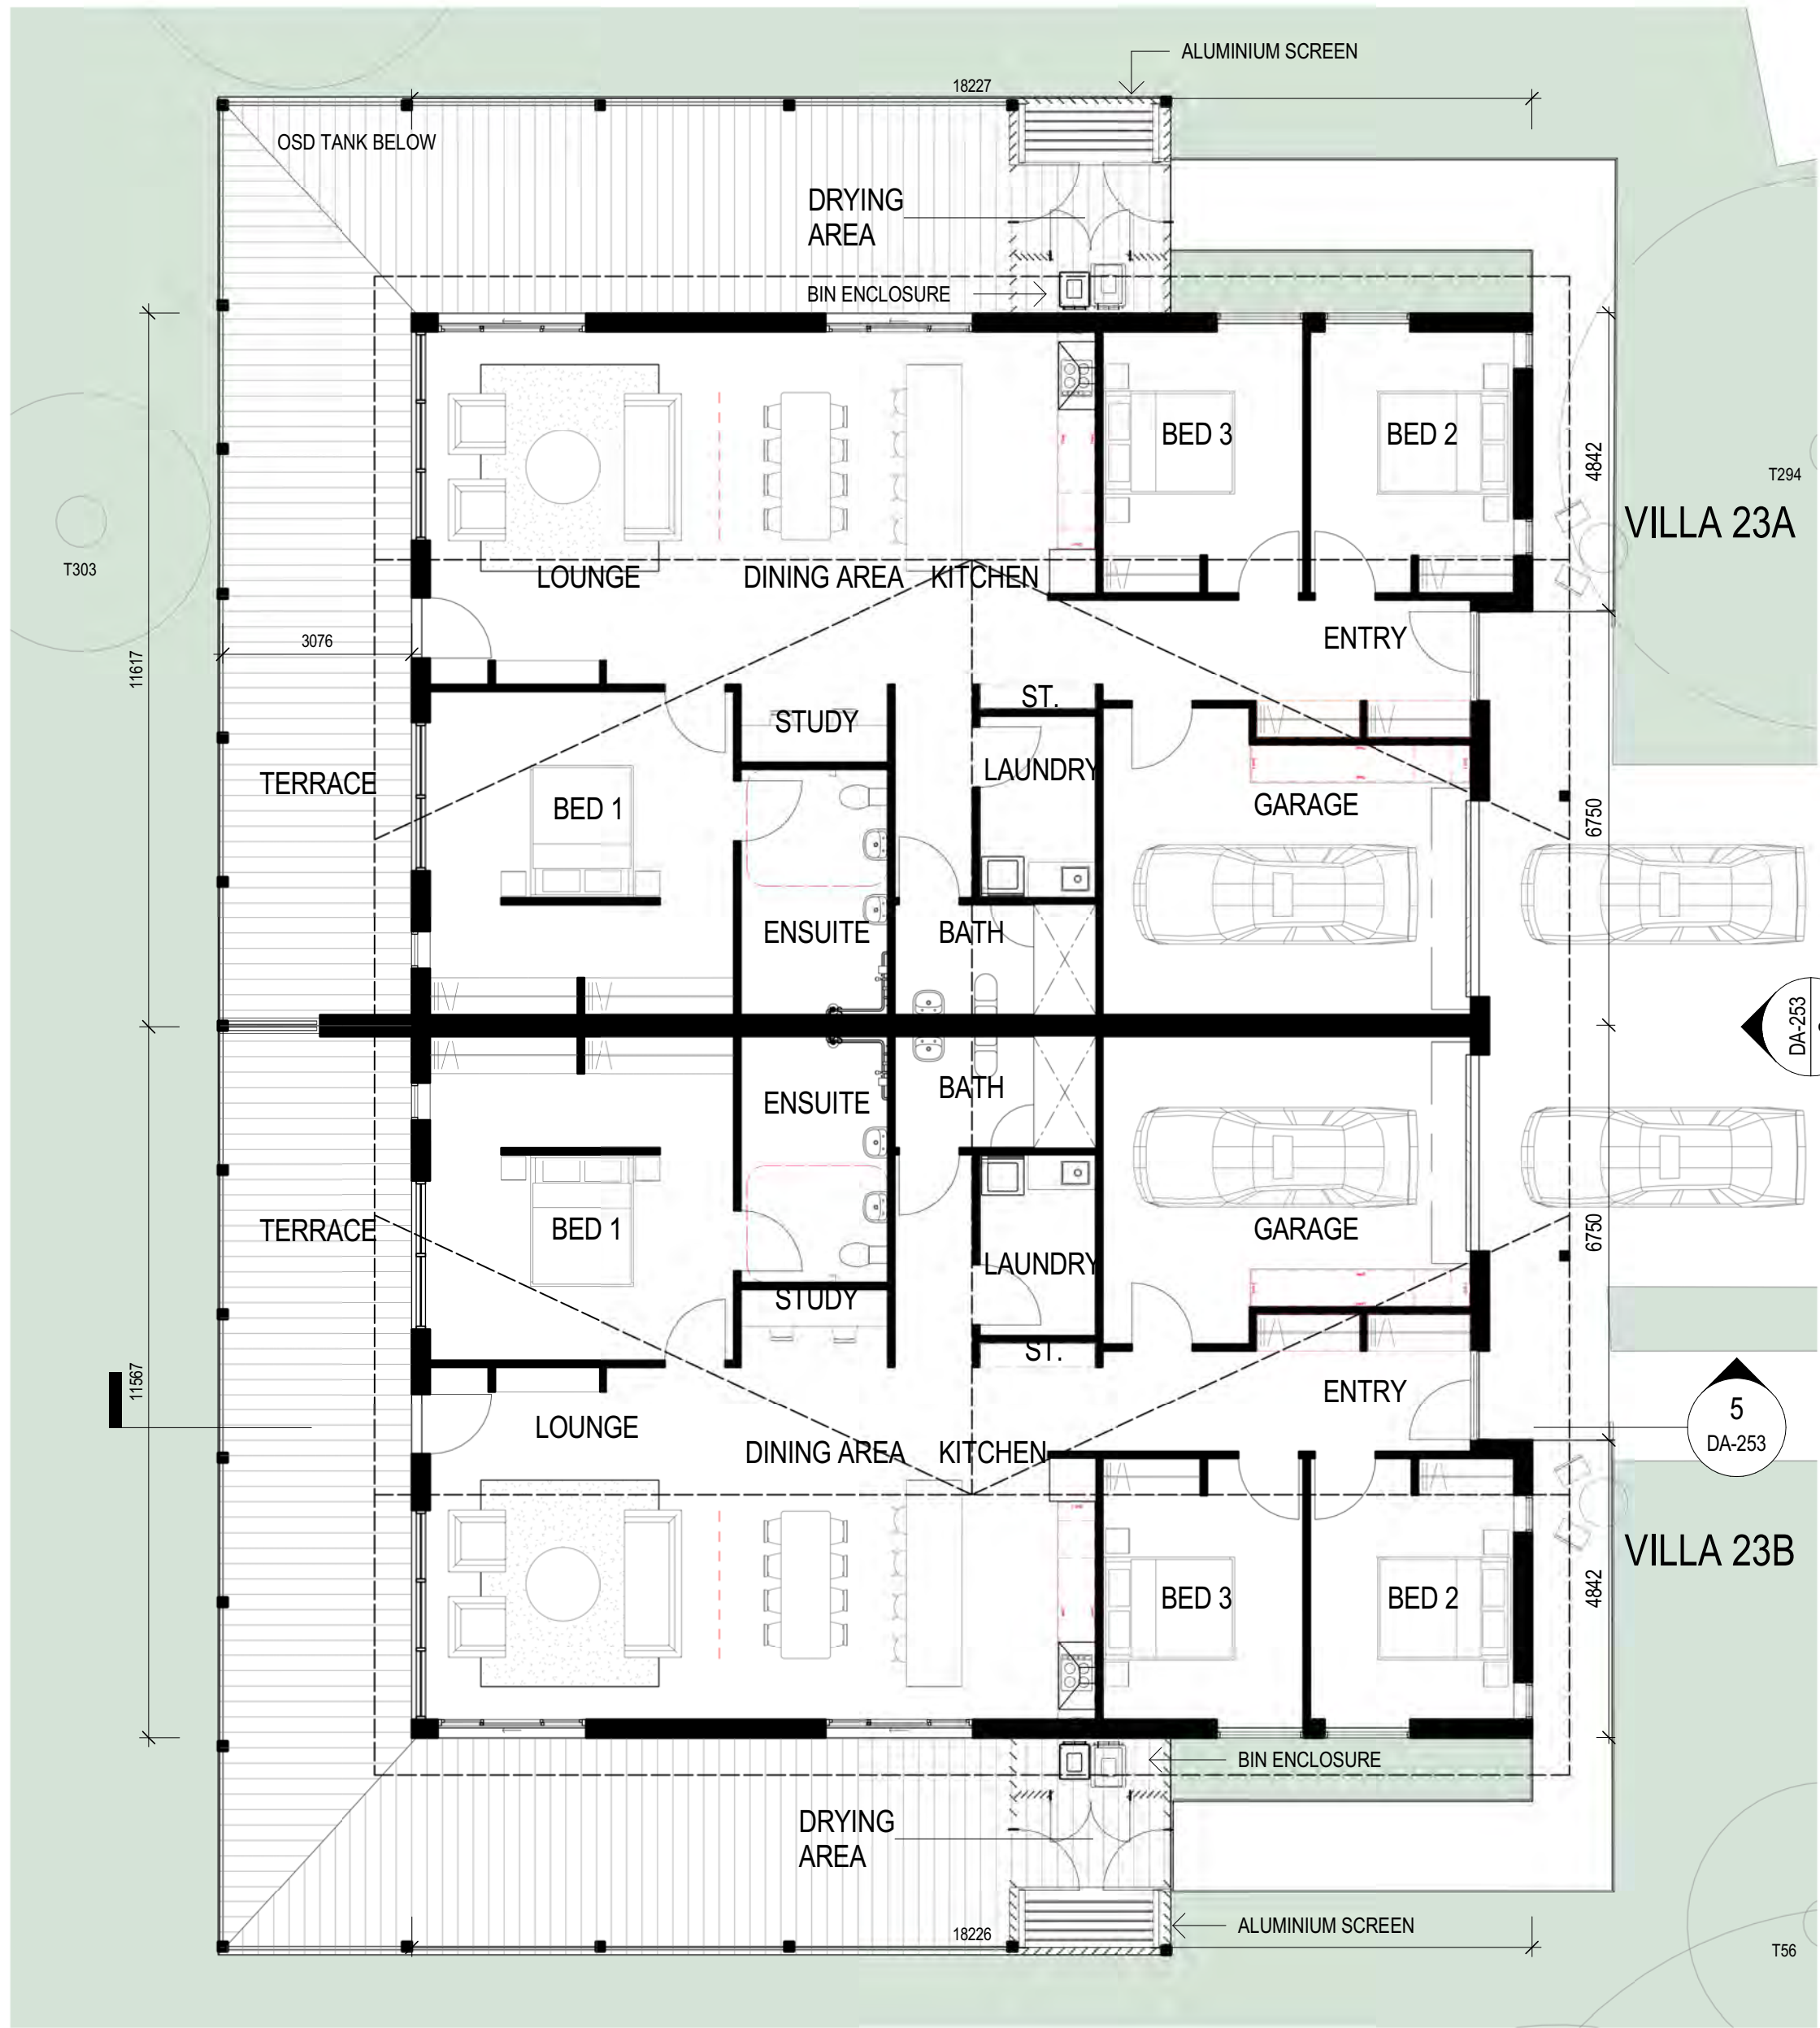 ALUMINIUM SCREEN
18227
OSD TANK BELOW
DRYING
AREA
BIN ENCLOSURE
BED 3
BED 2
4842
T294
VILLA 23A
T303
LOUNGE
DINING AREA
KITCHEN
ENTRY
3076
11617
ST.
STUDY
LAUNDRY
TERRACE
BED 1
GARAGE
6750
ENSUITE
BATH
DA-253
ENSUITE
BATH
TERRACE
BED 1
GARAGE
6750
LAUNDRY
STUDY
ST.
11567
ENTRY
5
DA-253
LOUNGE
DINING AREA
KITCHEN
VILLA 23B
BED 3
BED 2
4842
BIN ENCLOSURE
DRYING
AREA
18226
ALUMINIUM SCREEN
T56